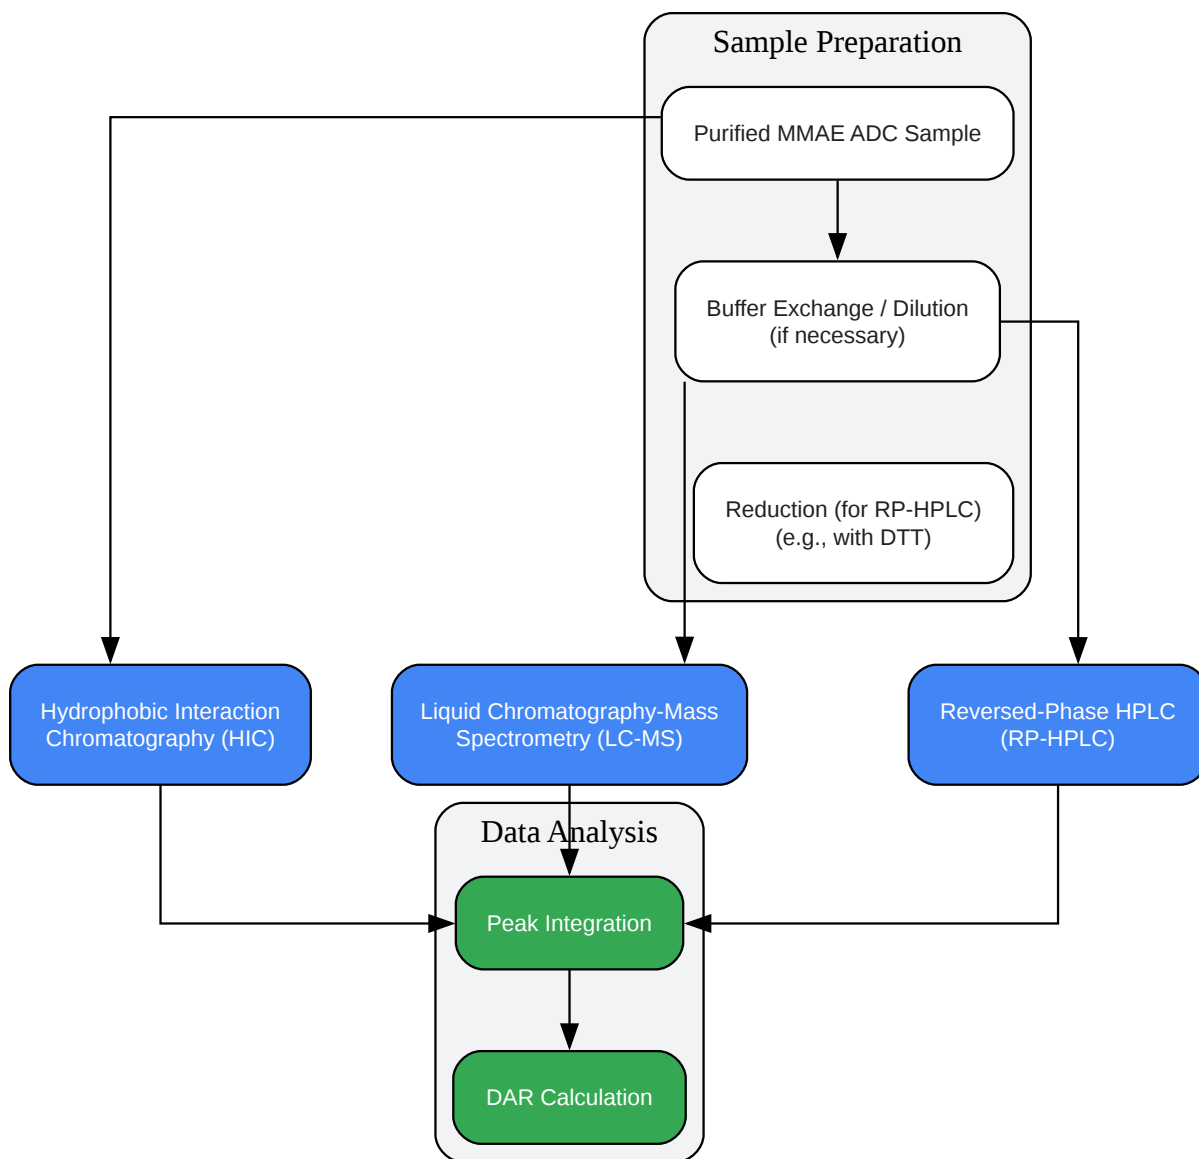 Sample Preparation
Purified MMAE ADC Sample
Buffer Exchange / Dilution
(if necessary)
Reduction (for RP-HPLC)
(e.g., with DTT)
Hydrophobic Interaction
Chromatography (HIC)
Liquid Chromatography-Mass
Spectrometry (LC-MS)
Reversed-Phase HPLC
(RP-HPLC)
Data Analysis
Peak Integration
DAR Calculation